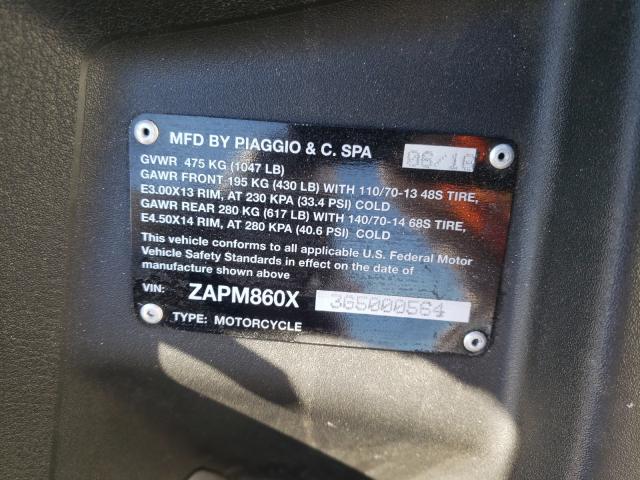 MFD BY PIAGGIO & C. SPA 06/16
GVWR 475 KG (1047 LB)
GAWR FRONT 195 KG (430 LB) WITH 110/70-13 48S TIRE,
E3.00X13 RIM, AT 230 KPA (33.4 PSI) COLD
GAWR REAR 280 KG (617 LB) WITH 140/70-14 68S TIRE,
E4.50X14 RIM, AT 280 KPA (40.6 PSI) COLD
This vehicle conforms to all applicable U.S. Federal Motor
Vehicle Safety Standards in effect on the date of
manufacture shown above
VIN: ZAPM860X 3G5000564
TYPE: MOTORCYCLE